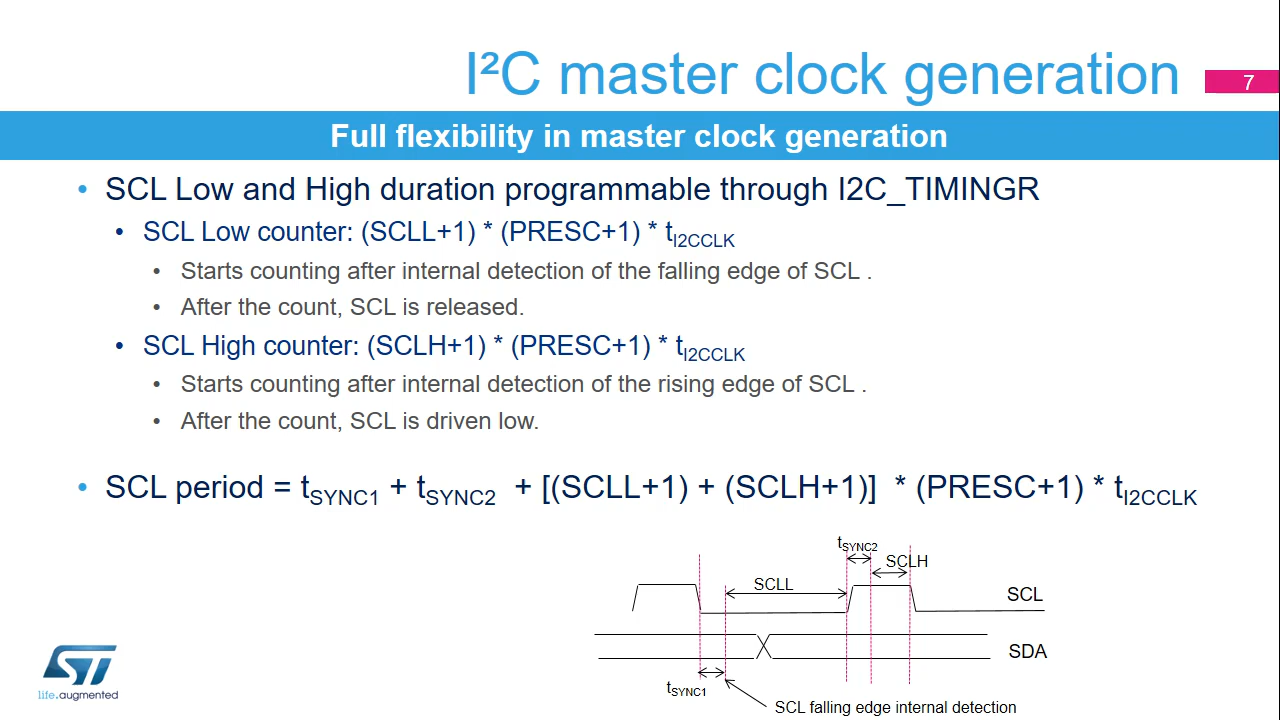 I²C master clock generation
7
Full flexibility in master clock generation
• SCL Low and High duration programmable through I2C_TIMINGR
• SCL Low counter: (SCLL+1) * (PRESC+1) * tI2CCLK
• Starts counting after internal detection of the falling edge of SCL .
• After the count, SCL is released.
• SCL High counter: (SCLH+1) * (PRESC+1) * tI2CCLK
• Starts counting after internal detection of the rising edge of SCL .
• After the count, SCL is driven low.
• SCL period = tSYNC1 + tSYNC2 + [(SCLL+1) + (SCLH+1)] * (PRESC+1) * tI2CCLK
tSYNC2
SCLH
SCLL
SCL
SDA
tSYNC1
SCL falling edge internal detection
ST
life.augmented